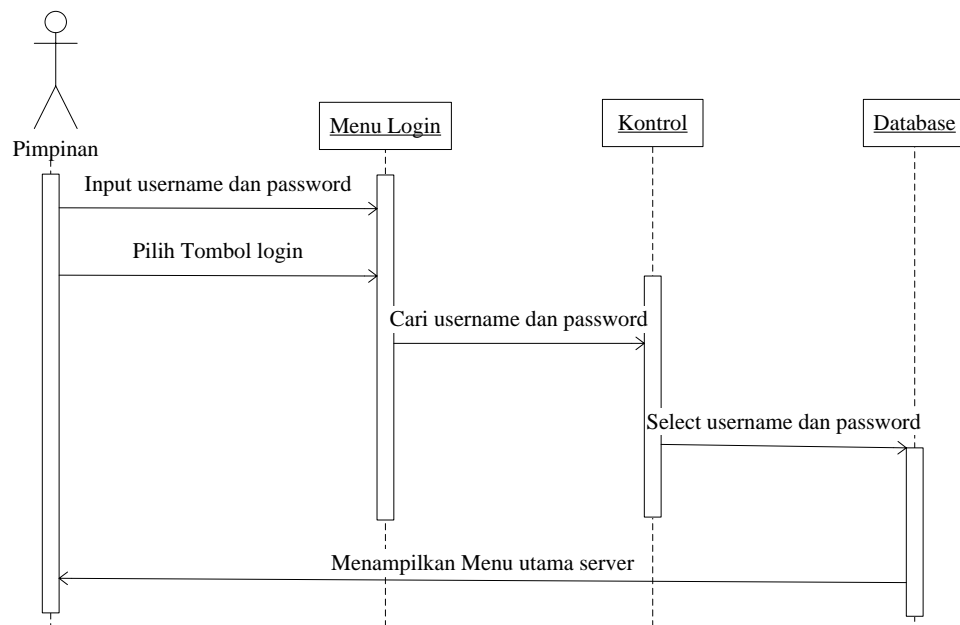 Pimpinan
Menu Login
Kontrol
Database
Input username dan password
Pilih Tombol login
Cari username dan password
Select username dan password
Menampilkan Menu utama server